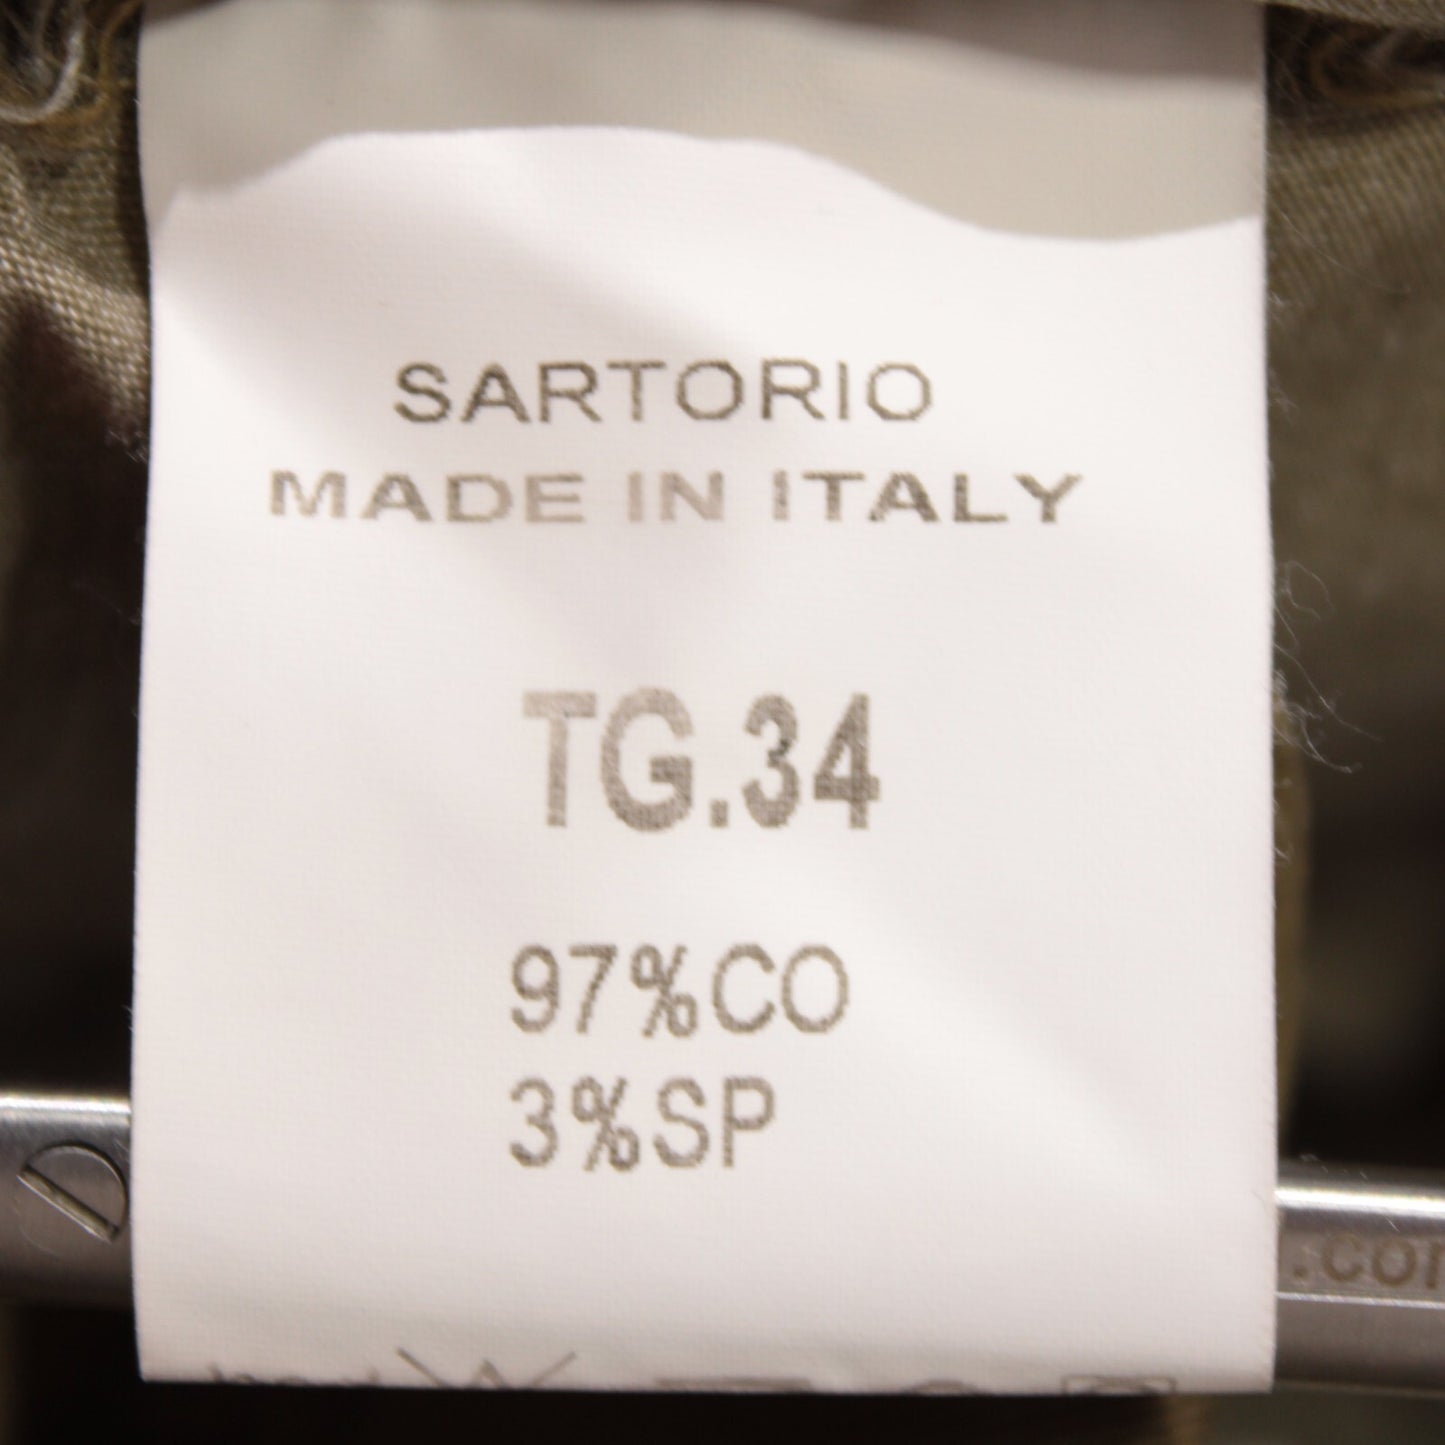 SARTORIO
MADE IN ITALY
TG.34
97%CO
3%SP